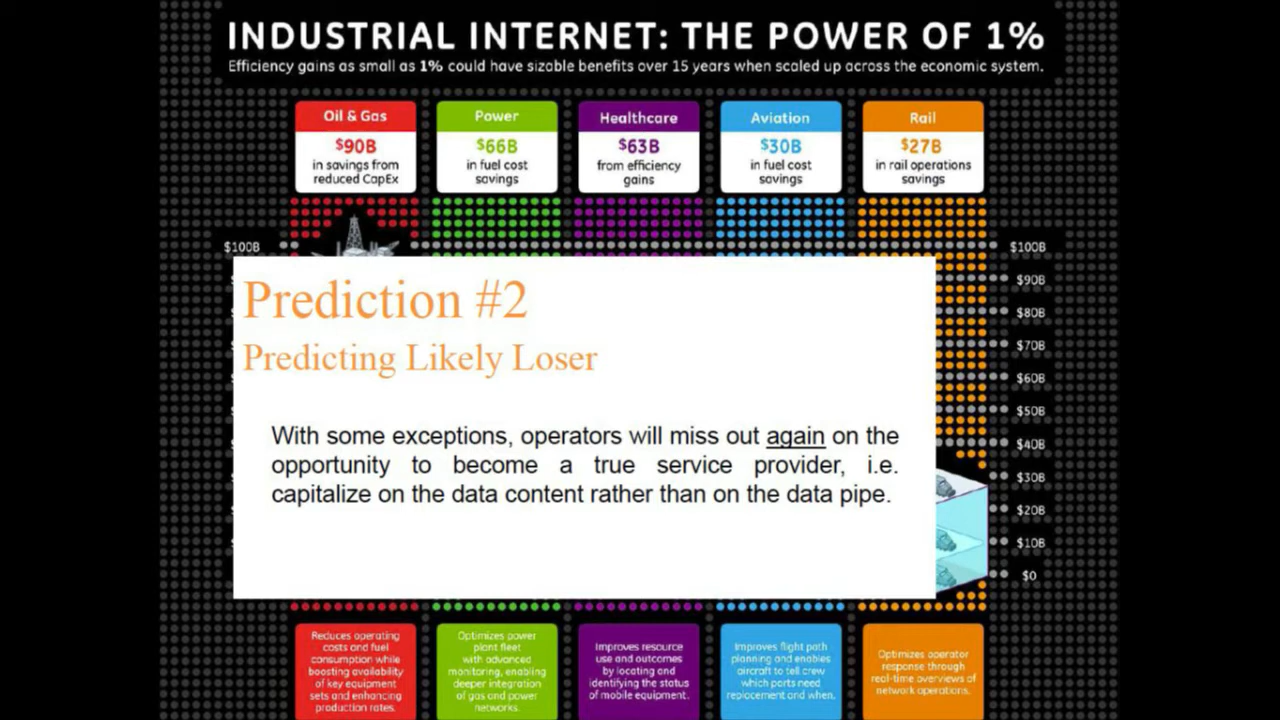 INDUSTRIAL INTERNET: THE POWER OF 1%
Efficiency gains as small as 1% could have sizable benefits over 15 years when scaled up across the economic system.
Oil & Gas
$90B
in savings from
reduced CapEx
Power
$66B
in fuel cost
savings
Healthcare
$63B
from efficiency
gains
Aviation
$30B
in fuel cost
savings
Rail
$27B
in rail operations
savings
$100B
$100B
$90B
$80B
$70B
$60B
$50B
$40B
$30B
$20B
$10B
$0
Prediction #2
Predicting Likely Loser
With some exceptions, operators will miss out again on the
opportunity to become a true service provider, i.e.
capitalize on the data content rather than on the data pipe.
Reduces operating
costs and fuel
consumption while
boosting availability
of key equipment
sets and enhancing
production rates.
Optimizes power
plant fleet
with advanced
monitoring, enabling
deeper integration
of gas and power
networks.
Improves resource
use and outcomes
by locating and
identifying the status
of mobile equipment.
Improves flight path
planning and enables
aircraft to tell crew
which parts need
replacement and when.
Optimizes operator
response through
real-time overviews of
network operations.